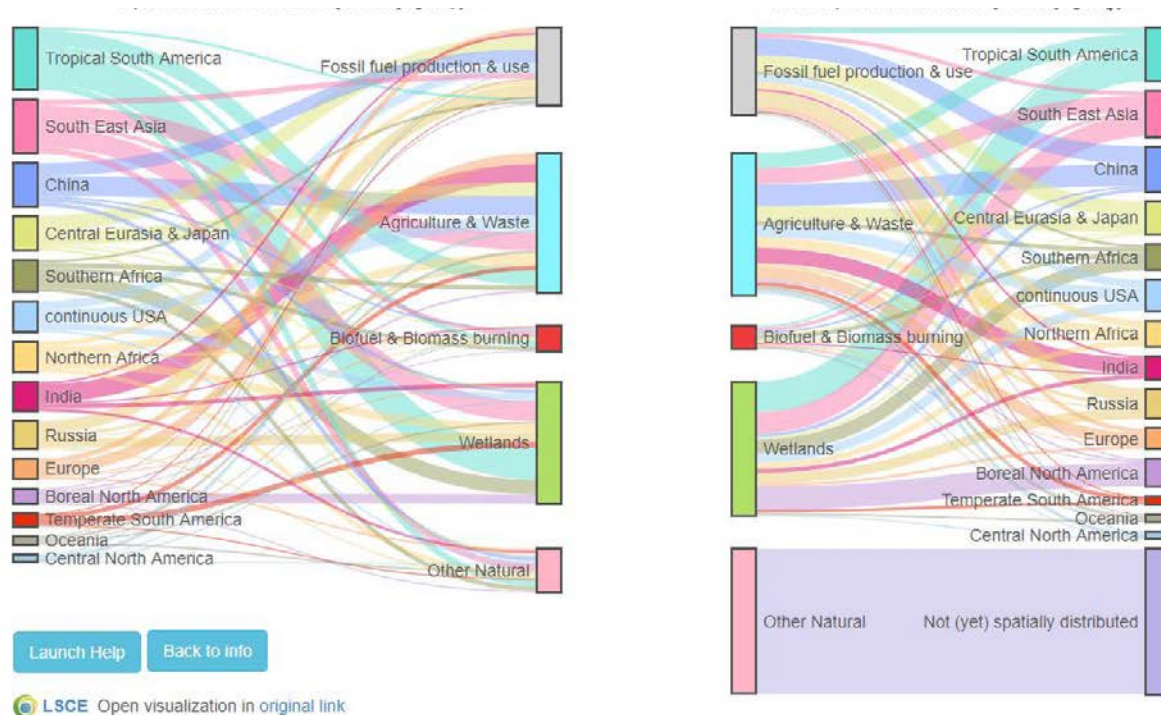 Tropical South America
South East Asia
China
Central Eurasia & Japan
Southern Africa
continuous USA
Northern Africa
India
Russia
Europe
Boreal North America
Temperate South America
Oceania
Central North America
Fossil fuel production & use
Agriculture & Waste
Biofuel & Biomass burning
Wetlands
Other Natural
Fossil fuel production & use
Agriculture & Waste
Biofuel & Biomass burning
Wetlands
Other Natural
Tropical South America
South East Asia
China
Central Eurasia & Japan
Southern Africa
continuous USA
Northern Africa
India
Russia
Europe
Boreal North America
Temperate South America
Oceania
Central North America
Not (yet) spatially distributed
Launch Help
Back to info
LSCE Open visualization in original link